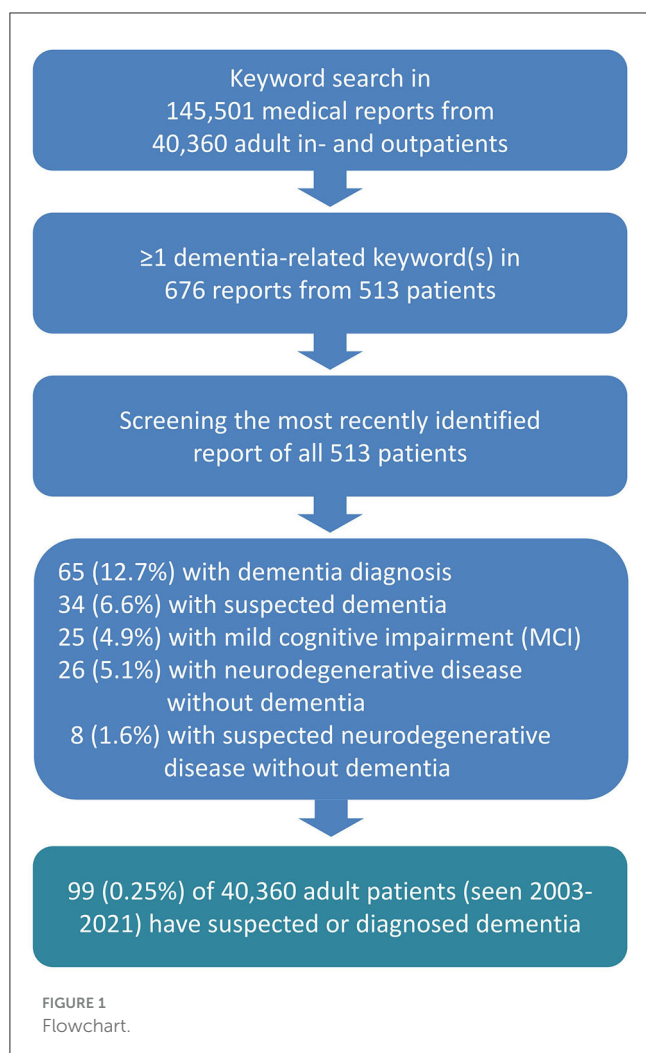 Keyword search in
145,501 medical reports from
40,360 adult in- and outpatients
≥1 dementia-related keyword(s) in
676 reports from 513 patients
Screening the most recently identified
report of all 513 patients
65 (12.7%) with dementia diagnosis
34 (6.6%) with suspected dementia
25 (4.9%) with mild cognitive impairment (MCI)
26 (5.1%) with neurodegenerative disease
without dementia
8 (1.6%) with suspected neurodegenerative
disease without dementia
99 (0.25%) of 40,360 adult patients (seen 2003-
2021) have suspected or diagnosed dementia
FIGURE 1
Flowchart.